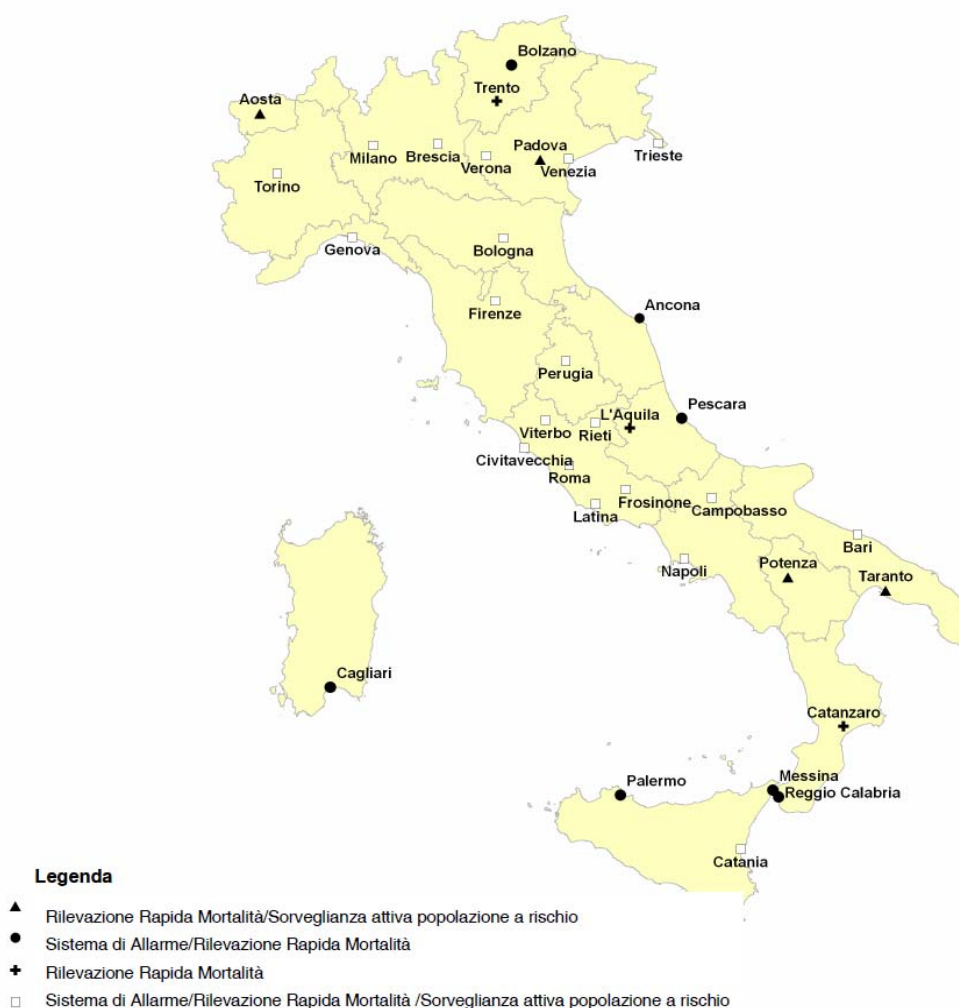 Bolzano
Trento
Aosta
Padova
Trieste
Milano
Brescia
Verona
Venezia
Torino
Genova
Bologna
Ancona
Firenze
Perugia
Pescara
L'Aquila
Viterbo
Rieti
Civitavecchia
Roma
Frosinone
Campobasso
Latina
Bari
Napoli
Potenza
Taranto
Cagliari
Catanzaro
Messina
Palermo
Reggio Calabria
Catania
Legenda
Rilevazione Rapida Mortalità/Sorveglianza attiva popolazione a rischio
Sistema di Allarme/Rilevazione Rapida Mortalità
Rilevazione Rapida Mortalità
Sistema di Allarme/Rilevazione Rapida Mortalità /Sorveglianza attiva popolazione a rischio